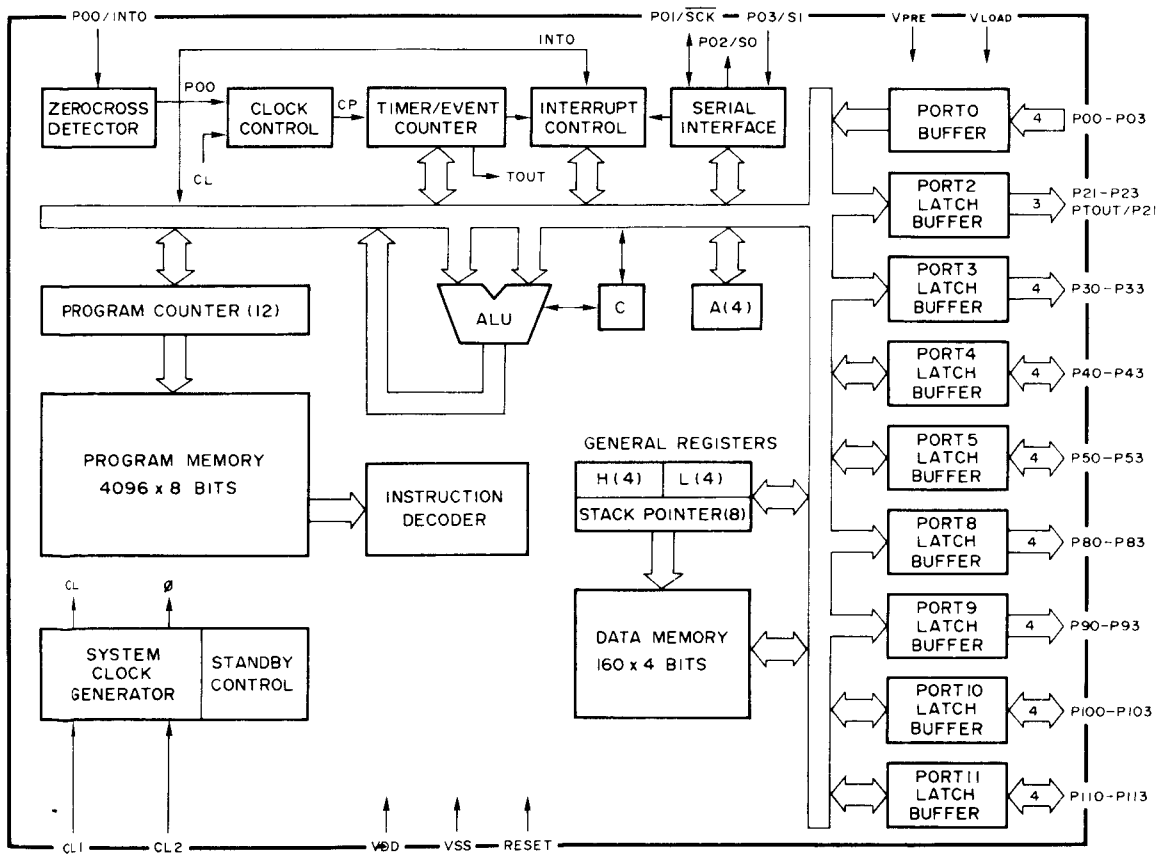 P00/INT0
P01/SCK
P03/SI
P02/SO
VPRE
VLOAD
INT0
P00
ZEROCROSS
DETECTOR
CLOCK
CONTROL
CP
TIMER/EVENT
COUNTER
INTERRUPT
CONTROL
SERIAL
INTERFACE
CL
TOUT
PORT0
BUFFER
4
P00-P03
PORT2
LATCH
BUFFER
3
P21-P23
PTOUT/P21
PORT3
LATCH
BUFFER
4
P30-P33
PROGRAM COUNTER (12)
ALU
C
A(4)
PORT4
LATCH
BUFFER
4
P40-P43
PROGRAM MEMORY
4096 x 8 BITS
INSTRUCTION
DECODER
GENERAL REGISTERS
H(4)
L(4)
STACK POINTER(8)
PORT5
LATCH
BUFFER
4
P50-P53
PORT8
LATCH
BUFFER
4
P80-P83
CL
Ø
SYSTEM
CLOCK
GENERATOR
STANDBY
CONTROL
DATA MEMORY
160 x 4 BITS
PORT9
LATCH
BUFFER
4
P90-P93
PORT10
LATCH
BUFFER
4
P100-P103
PORT11
LATCH
BUFFER
4
P110-P113
CL1
CL2
VDD
VSS
RESET